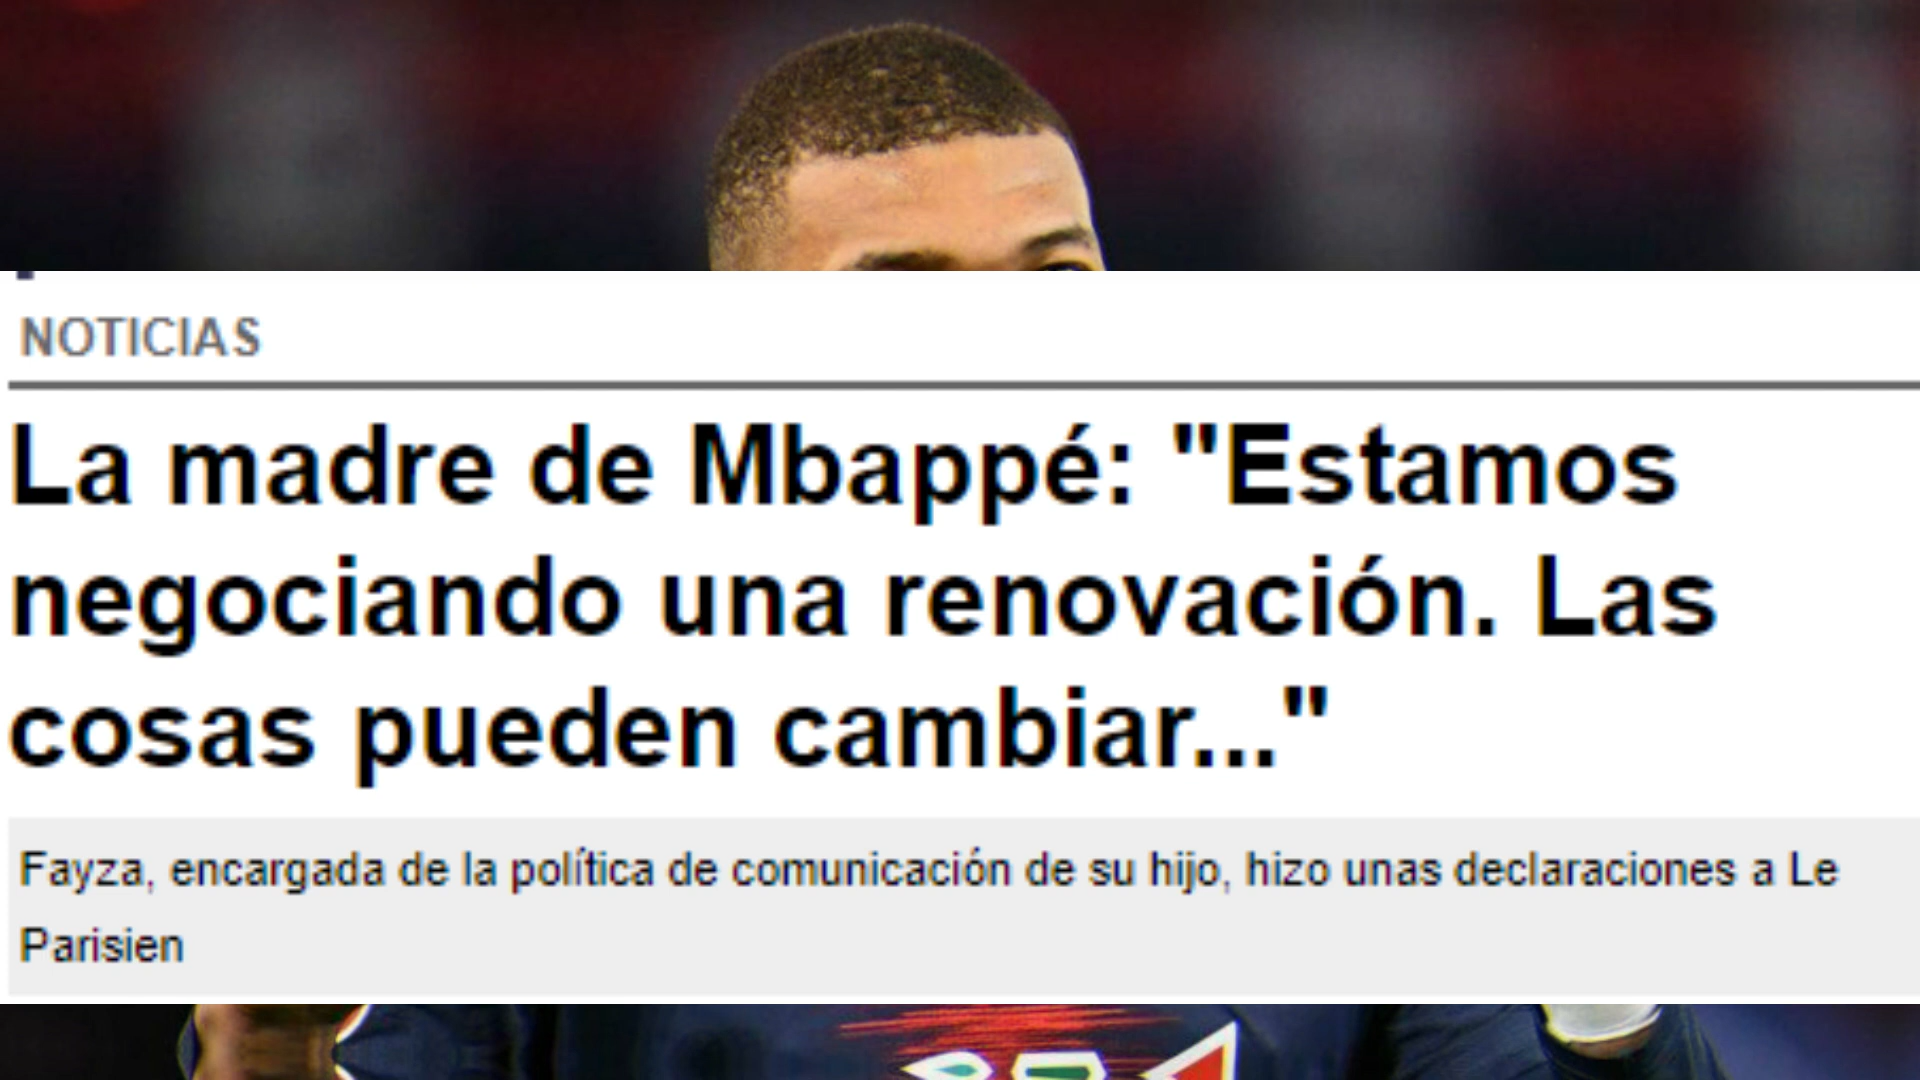 NOTICIAS
La madre de Mbappé: "Estamos
negociando una renovación. Las
cosas pueden cambiar..."
Fayza, encargada de la política de comunicación de su hijo, hizo unas declaraciones a Le
Parisien